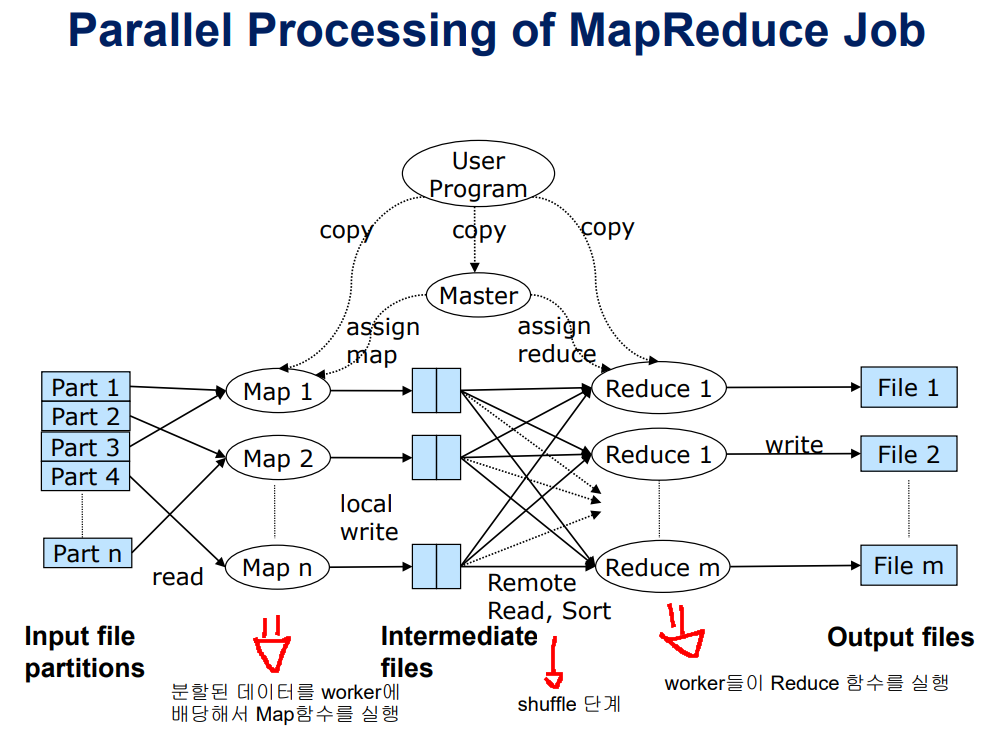 Parallel Processing of MapReduce Job
User
Program
copy
copy
copy
Master
assign
map
assign
reduce
Part 1
Part 2
Part 3
Part 4
Part n
read
Map 1
Map 2
Map n
local
write
Remote
Read, Sort
Reduce 1
Reduce 1
Reduce m
write
File 1
File 2
File m
Input file
partitions
Intermediate
files
Output files
분할된 데이터를 worker에
배당해서 Map함수를 실행
shuffle 단계
worker들이 Reduce 함수를 실행